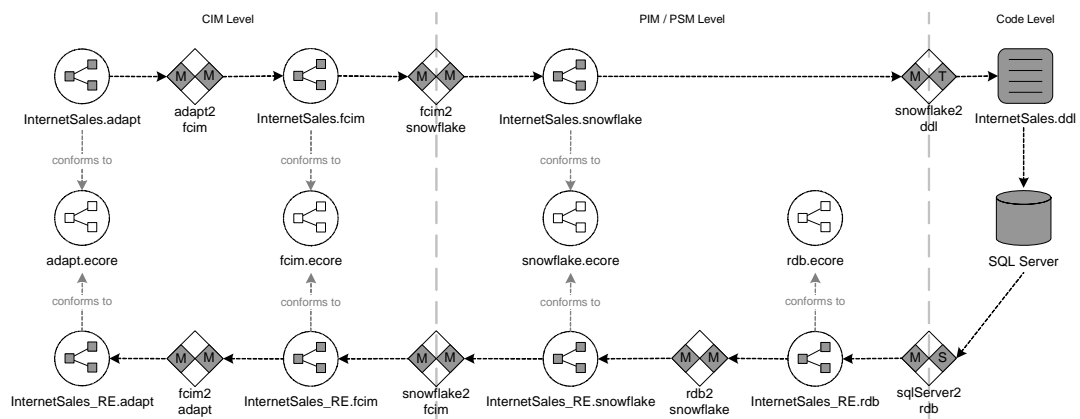 CIM Level
PIM / PSM Level
Code Level
M M
M M
M T
InternetSales.adapt
adapt2
fcim
InternetSales.fcim
fcim2
snowflake
InternetSales.snowflake
snowflake2
ddl
InternetSales.ddl
conforms to
conforms to
conforms to
adapt.ecore
fcim.ecore
snowflake.ecore
rdb.ecore
SQL Server
conforms to
conforms to
conforms to
conforms to
M M
M M
M M
M S
InternetSales_RE.adapt
fcim2
adapt
InternetSales_RE.fcim
snowflake2
fcim
InternetSales_RE.snowflake
rdb2
snowflake
InternetSales_RE.rdb
sqlServer2
rdb